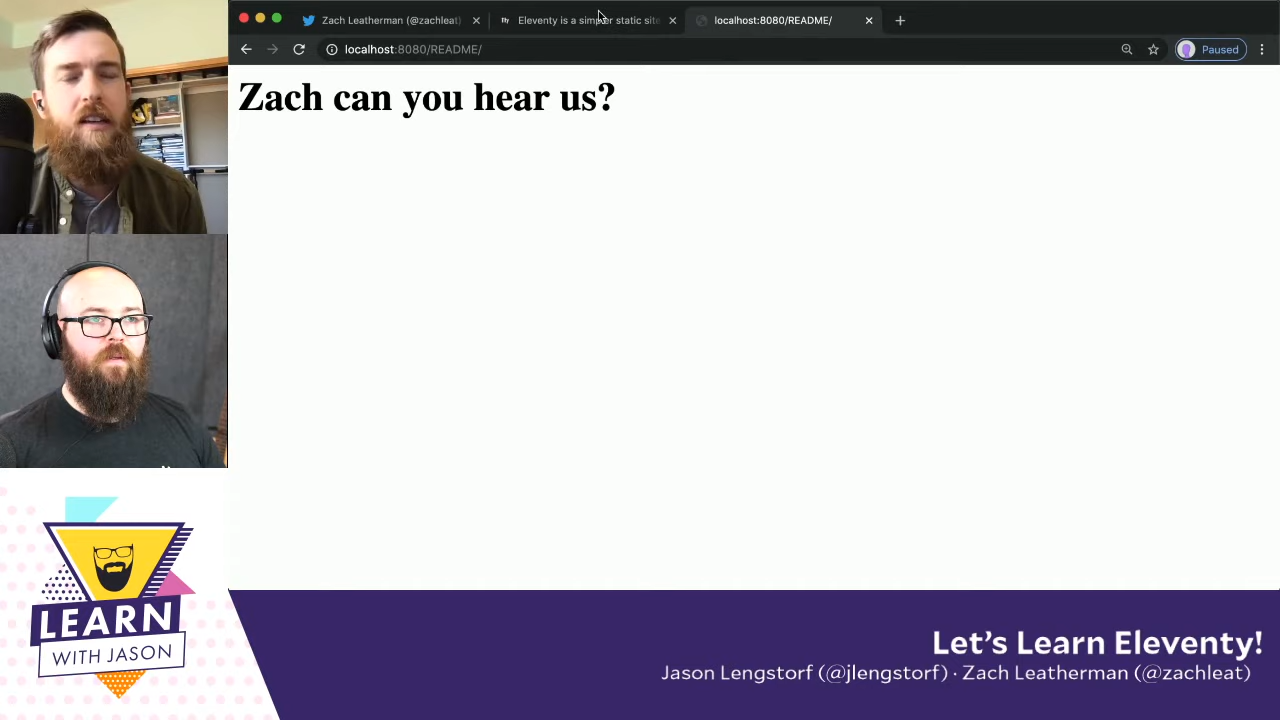 Zach Leatherman (@zachleat)
Eleventy is a simpler static site
localhost:8080/README/
localhost:8080/README/
Paused
Zach can you hear us?
LEARN
WITH JASON
Let's Learn Eleventy!
Jason Lengstorf (@jlengstorf) · Zach Leatherman (@zachleat)